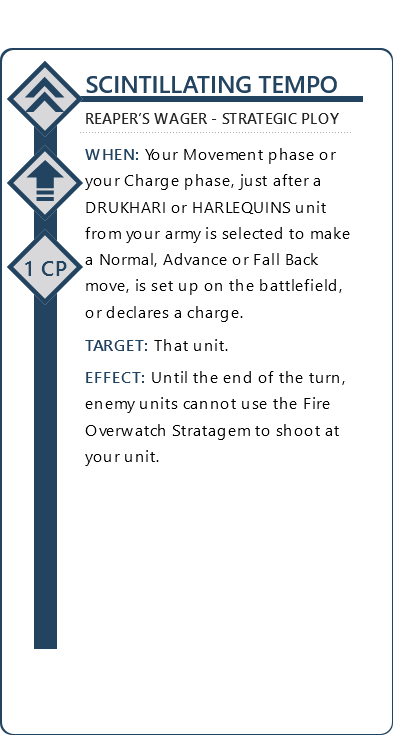 SCINTILLATING TEMPO
REAPER'S WAGER - STRATEGIC PLOY
WHEN: Your Movement phase or
your Charge phase, just after a
DRUKHARI or HARLEQUINS unit
from your army is selected to make
a Normal, Advance or Fall Back
move, is set up on the battlefield,
or declares a charge.
TARGET: That unit.
EFFECT: Until the end of the turn,
enemy units cannot use the Fire
Overwatch Stratagem to shoot at
your unit.
1 CP